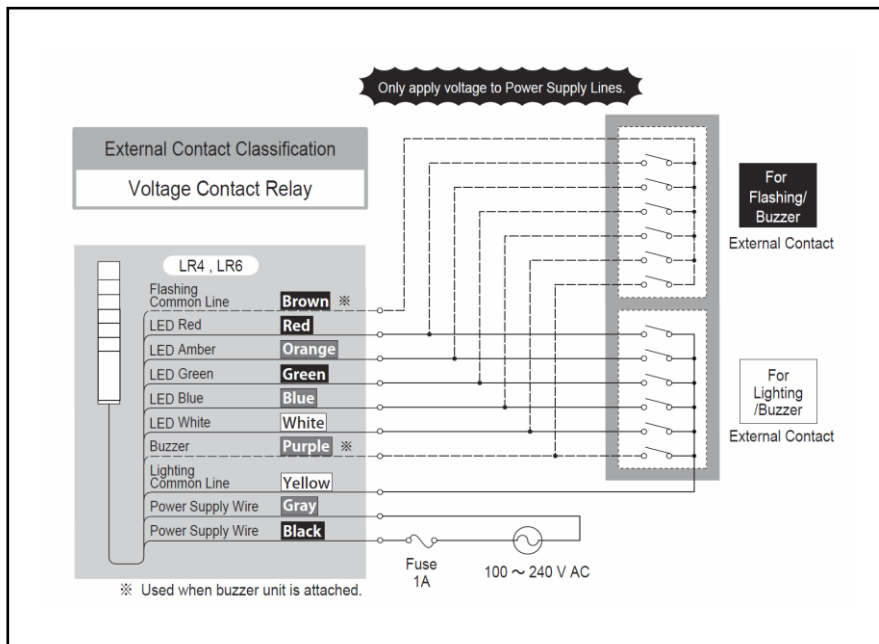 Only apply voltage to Power Supply Lines.
External Contact Classification
Voltage Contact Relay
For
Flashing/
Buzzer
External Contact
LR4 , LR6
Flashing
Common Line Brown ※
LED Red Red
LED Amber Orange
LED Green Green
LED Blue Blue
LED White White
Buzzer Purple ※
Lighting
Common Line Yellow
Power Supply Wire Gray
Power Supply Wire Black
For
Lighting
/Buzzer
External Contact
Fuse
1A
100 ～ 240 V AC
※ Used when buzzer unit is attached.